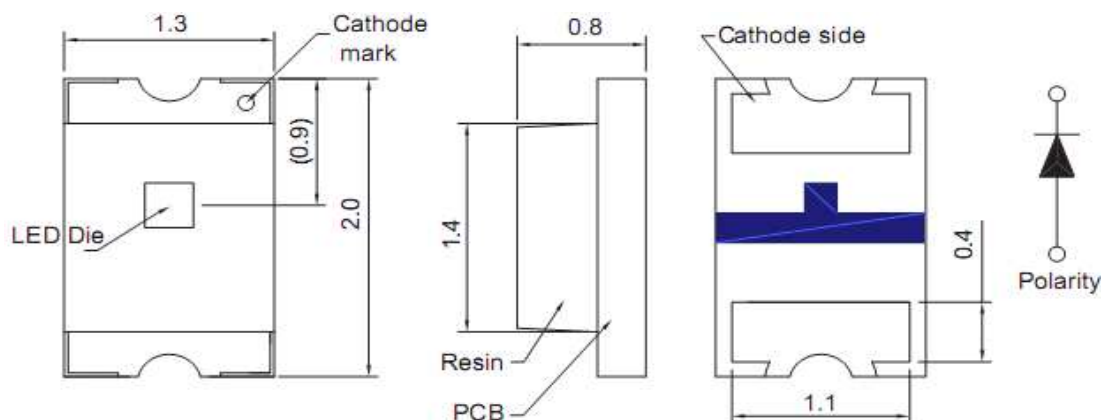 1.3
Cathode
mark
(0.9)
2.0
LED Die
0.8
1.4
Resin
PCB
Cathode side
0.4
1.1
Polarity